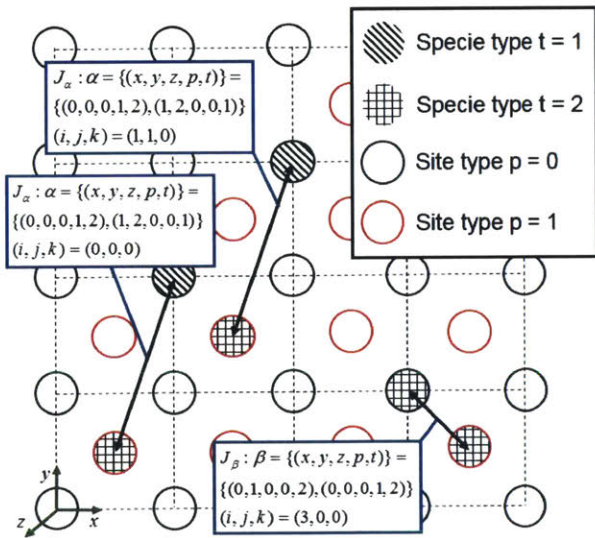 Specie type t = 1
Specie type t = 2
Site type p = 0
Site type p = 1
J_α : α = {(x, y, z, p, t)} =
{(0,0,0,1,2),(1,2,0,0,1)}
(i, j, k) = (1,1,0)
J_α : α = {(x, y, z, p, t)} =
{(0,0,0,1,2),(1,2,0,0,1)}
(i, j, k) = (0,0,0)
J_β : β = {(x, y, z, p, t)} =
{(0,1,0,0,2),(0,0,0,1,2)}
(i, j, k) = (3,0,0)
y
z
x